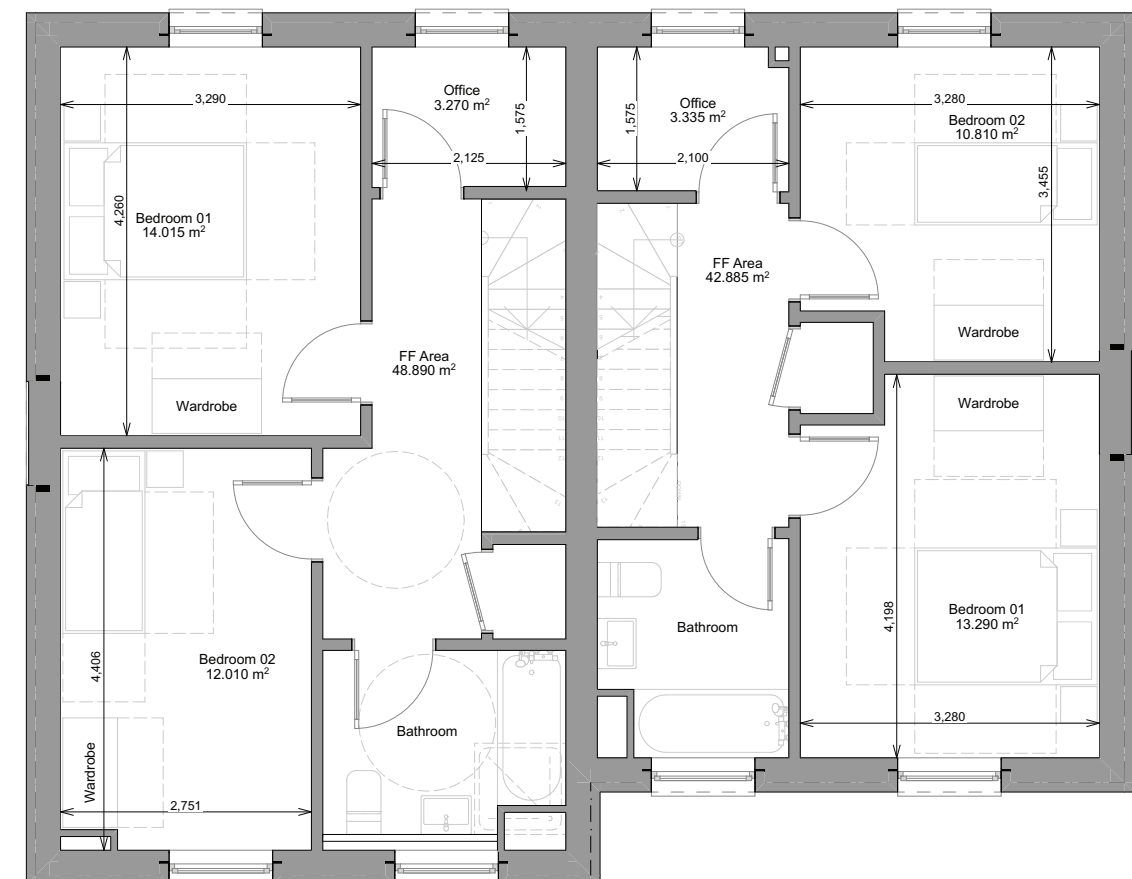 Office
3.270 m²
1,575
2,125
3,290
Bedroom 01
14.015 m²
4,260
Wardrobe
FF Area
48.890 m²
Bedroom 02
12.010 m²
4,406
Wardrobe
2,751
Bathroom
Office
3.335 m²
1,575
2,100
3,280
Bedroom 02
10.810 m²
3,455
Wardrobe
FF Area
42.885 m²
Wardrobe
Bedroom 01
13.290 m²
4,198
3,280
Bathroom